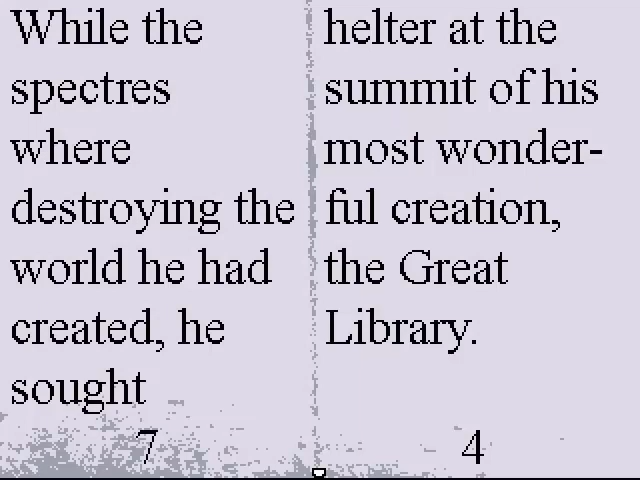 While the
spectres
where
destroying the
world he had
created, he
sought
7
helter at the
summit of his
most wonder-
ful creation,
the Great
Library.
4